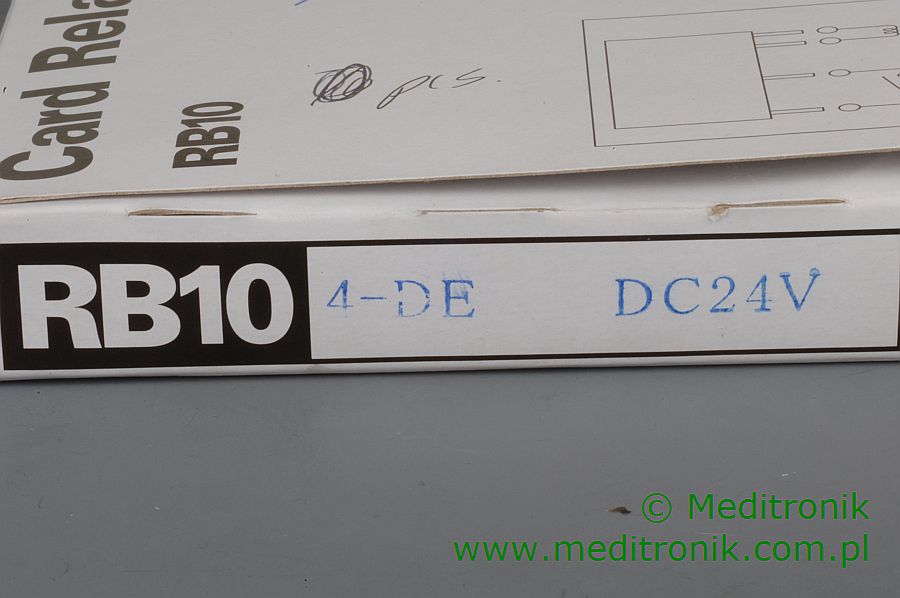 Card Rela
RB10
pcs.
RB10 4-DE DC24V
© Meditronik
www.meditronik.com.pl